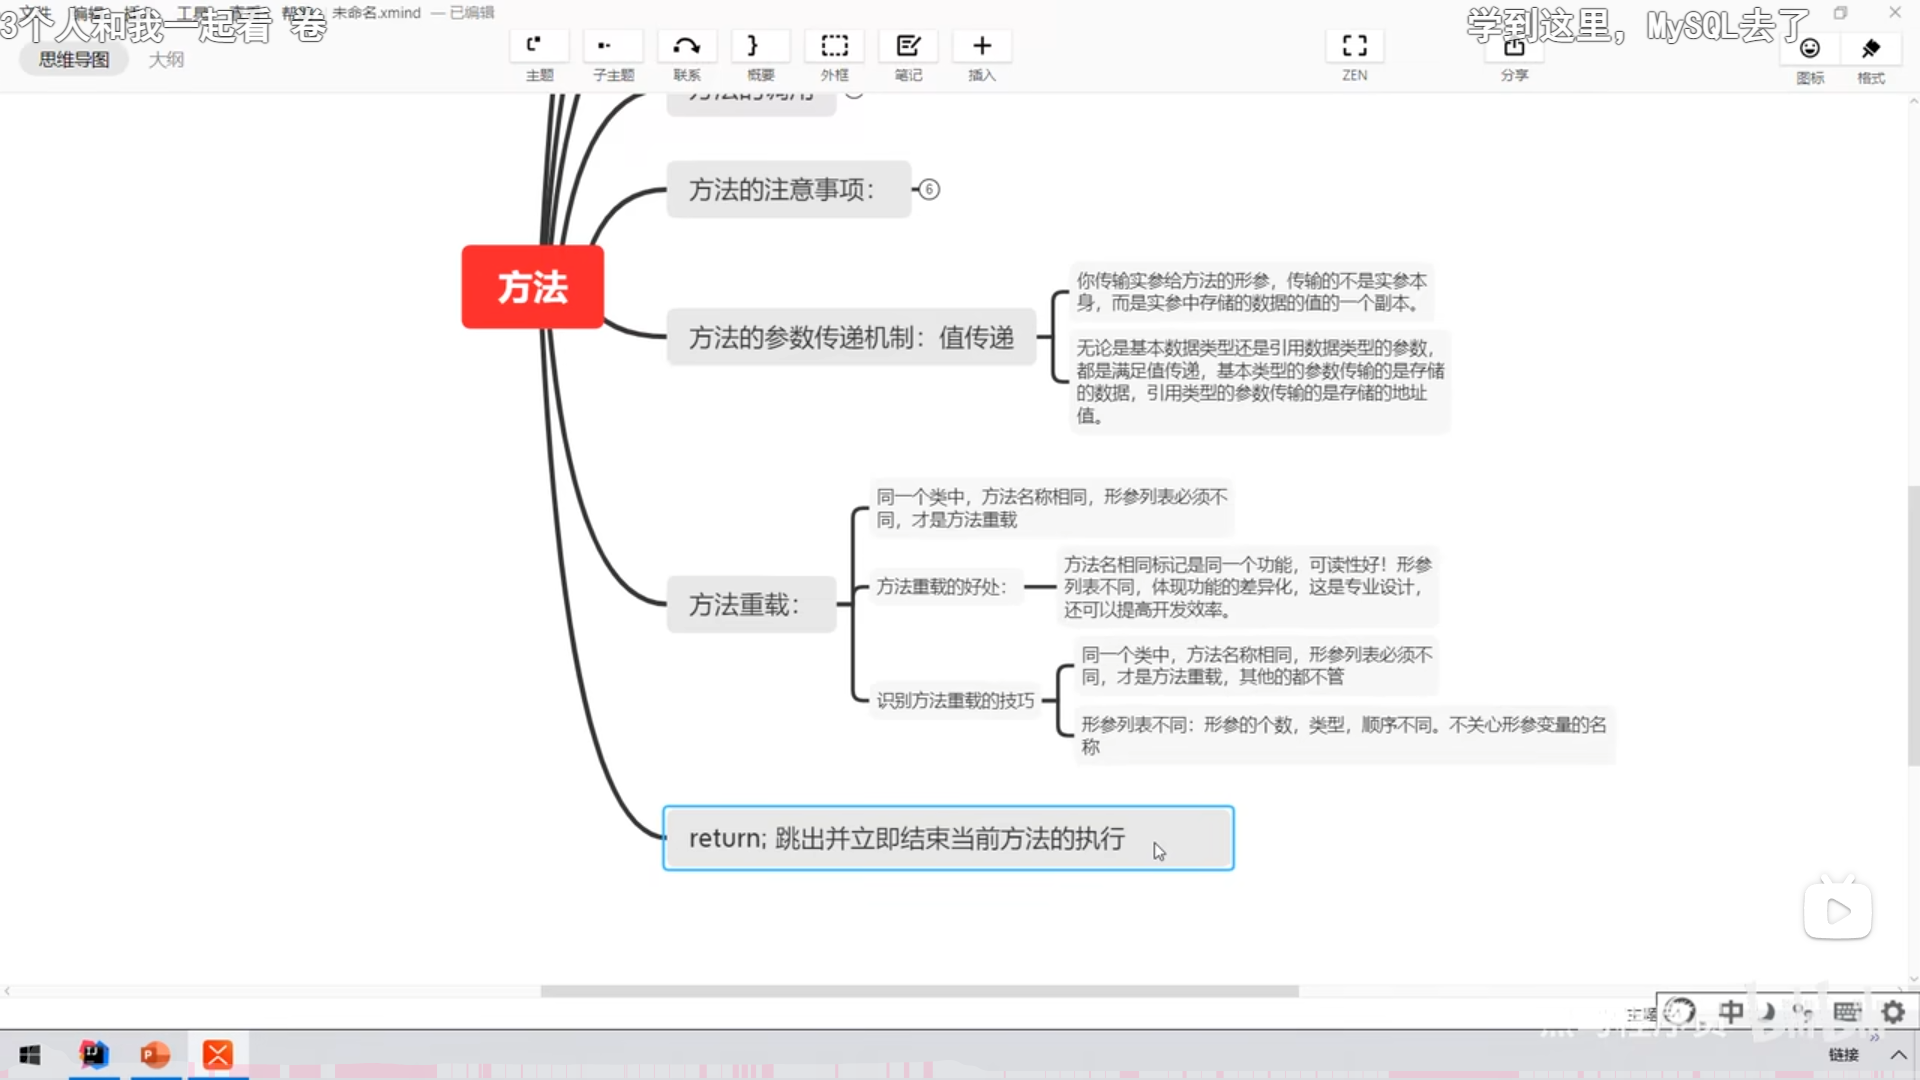 3个人和我一起看 卷
未命名.xmind — 已编辑
学到这里，MySQL去了
思维导图
大纲
主题
子主题
联系
概要
外框
笔记
插入
ZEN
分享
图标
格式
方法的调用
方法的注意事项：
6
方法
方法的参数传递机制：值传递
你传输实参给方法的形参，传输的不是实参本
身，而是实参中存储的数据的值的一个副本。
无论是基本数据类型还是引用数据类型的参数，
都是满足值传递，基本类型的参数传输的是存储
的数据，引用类型的参数传输的是存储的地址
值。
方法重载：
同一个类中，方法名称相同，形参列表必须不
同，才是方法重载
方法重载的好处：
方法名相同标记是同一个功能，可读性好！形参
列表不同，体现功能的差异化，这是专业设计，
还可以提高开发效率。
识别方法重载的技巧
同一个类中，方法名称相同，形参列表必须不
同，才是方法重载，其他的都不管
形参列表不同：形参的个数，类型，顺序不同。不关心形参变量的名
称
return; 跳出并立即结束当前方法的执行
中
链接